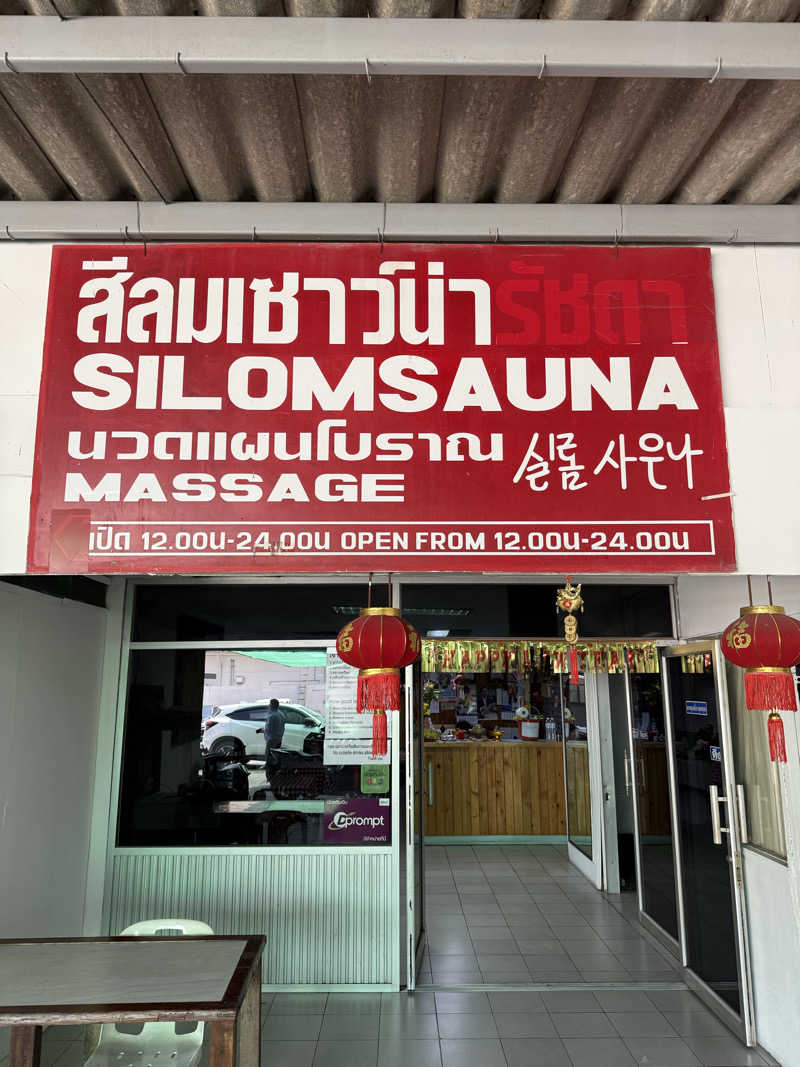 สีลมเซาว์น่า รัชดา
SILOMSAUNA
นวดแผนโบราณ
실롬 사우나
MASSAGE
เปิด 12.00น-24.00น OPEN FROM 12.00น-24.00น
Dprompt